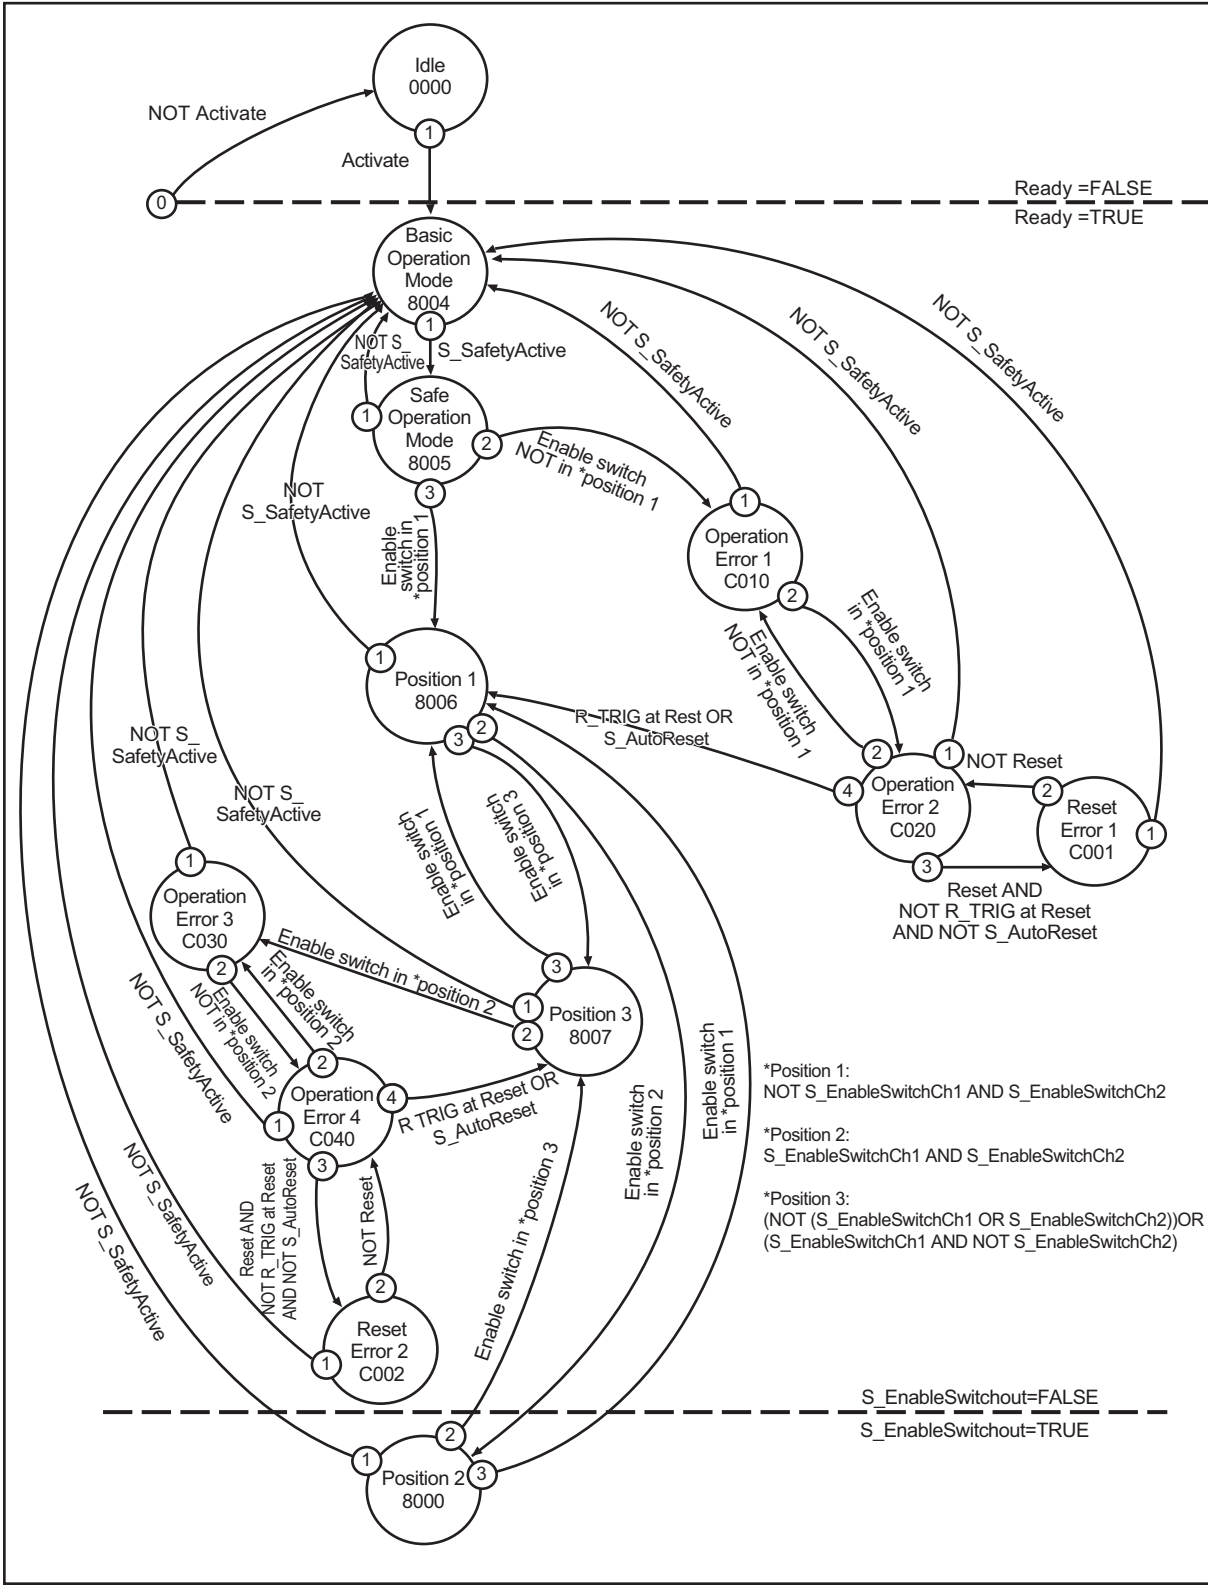 Idle
0000
NOT Activate
1
Activate
0
Ready =FALSE
Ready =TRUE
Basic
Operation
Mode
8004
1
S_SafetyActive
NOT S_
SafetyActive
NOT S_SafetyActive
NOT S_SafetyActive
NOT S_SafetyActive
Safe
Operation
Mode
8005
1
2
3
Enable switch
NOT in *position 1
NOT
S_SafetyActive
Enable
switch in
*position 1
1
Operation
Error 1
C010
2
Enable switch
in *position 1
Enable switch
NOT in *position 1
1
Position 1
8006
2
3
R_TRIG at Rest OR
S_AutoReset
2
1
4
Operation
Error 2
C020
3
NOT Reset
2
Reset
Error 1
C001
1
Reset AND
NOT R_TRIG at Reset
AND NOT S_AutoReset
NOT S_
SafetyActive
NOT S_
SafetyActive
Enable switch
in *position 1
Enable switch
in *position 3
1
Operation
Error 3
C030
2
Enable switch in *position 2
Enable switch
in *position 2
Enable switch
NOT in *position 2
3
1
2
Position 3
8007
NOT S_SafetyActive
2
Operation
Error 4
C040
4
1
3
R TRIG at Reset OR
S_AutoReset
Enable switch
in *position 2
Enable switch
in *position 1
*Position 1:
NOT S_EnableSwitchCh1 AND S_EnableSwitchCh2
*Position 2:
S_EnableSwitchCh1 AND S_EnableSwitchCh2
*Position 3:
(NOT (S_EnableSwitchCh1 OR S_EnableSwitchCh2))OR
(S_EnableSwitchCh1 AND NOT S_EnableSwitchCh2)
Reset AND
NOT R_TRIG at Reset
AND NOT S_AutoReset
NOT Reset
Enable switch in *position 3
NOT S_SafetyActive
NOT S_SafetyActive
2
Reset
Error 2
C002
1
S_EnableSwitchout=FALSE
S_EnableSwitchout=TRUE
2
1
3
Position 2
8000